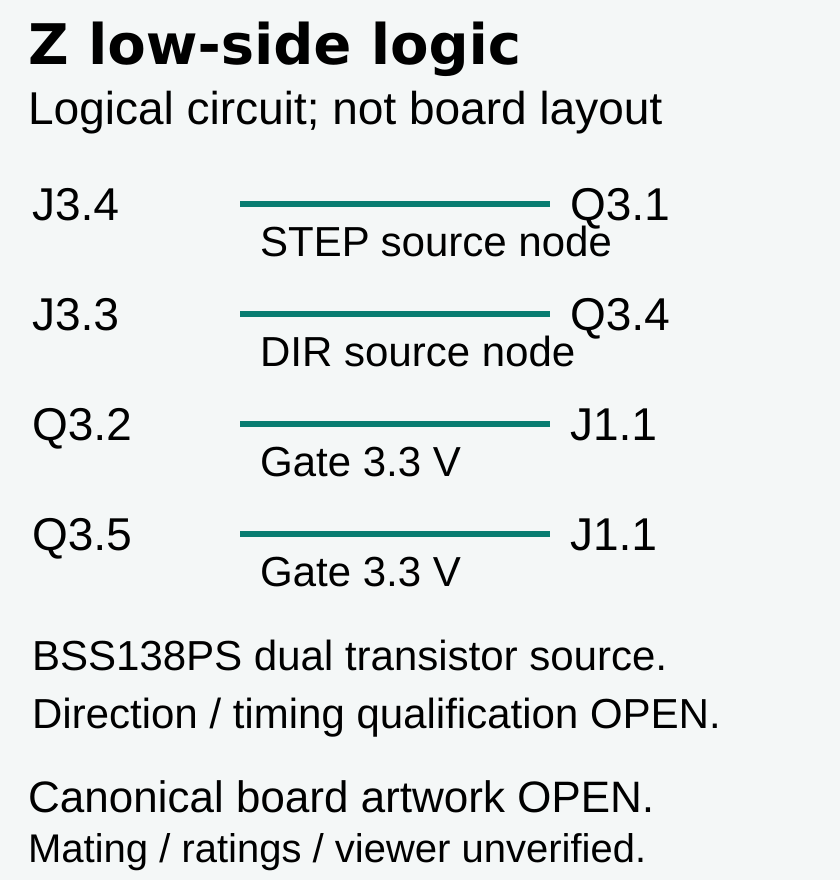 Z low-side logic
Logical circuit; not board layout
J3.4 Q3.1
STEP source node
J3.3 Q3.4
DIR source node
Q3.2 J1.1
Gate 3.3 V
Q3.5 J1.1
Gate 3.3 V
BSS138PS dual transistor source.
Direction / timing qualification OPEN.
Canonical board artwork OPEN.
Mating / ratings / viewer unverified.